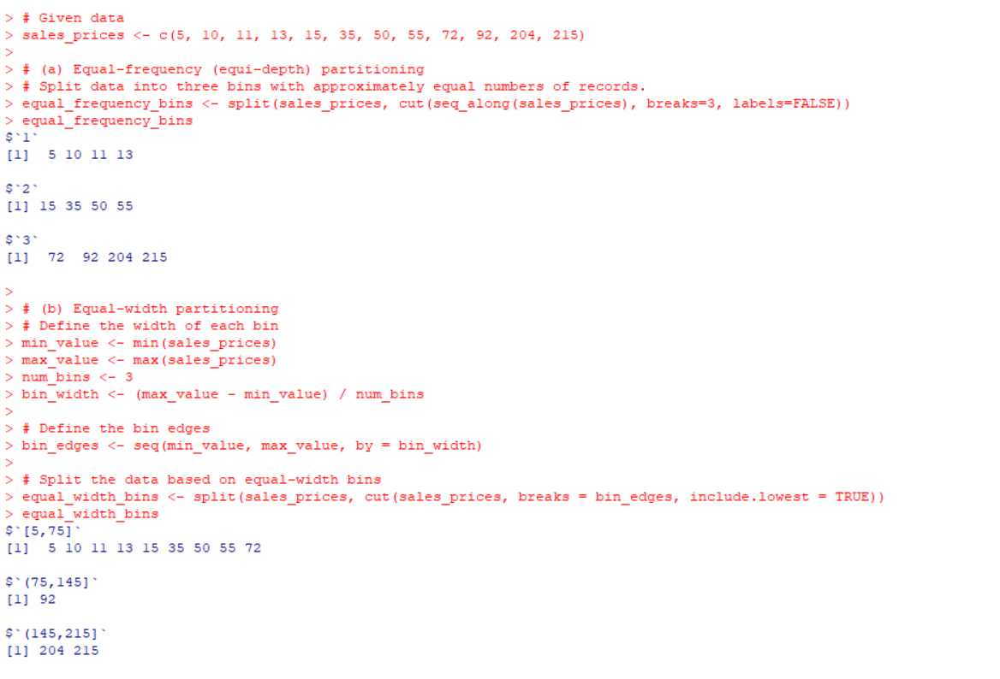 > # Given data
> sales_prices <- c(5, 10, 11, 13, 15, 35, 50, 55, 72, 92, 204, 215)
>
> # (a) Equal-frequency (equi-depth) partitioning
> # Split data into three bins with approximately equal numbers of records.
> equal_frequency_bins <- split(sales_prices, cut(seq_along(sales_prices), breaks=3, labels=FALSE))
> equal_frequency_bins
$`1`
[1]  5 10 11 13

$`2`
[1] 15 35 50 55

$`3`
[1]  72  92 204 215

>
> # (b) Equal-width partitioning
> # Define the width of each bin
> min_value <- min(sales_prices)
> max_value <- max(sales_prices)
> num_bins <- 3
> bin_width <- (max_value - min_value) / num_bins
>
> # Define the bin edges
> bin_edges <- seq(min_value, max_value, by = bin_width)
>
> # Split the data based on equal-width bins
> equal_width_bins <- split(sales_prices, cut(sales_prices, breaks = bin_edges, include.lowest = TRUE))
> equal_width_bins
$`[5,75]`
[1]  5 10 11 13 15 35 50 55 72

$`(75,145]`
[1] 92

$`(145,215]`
[1] 204 215